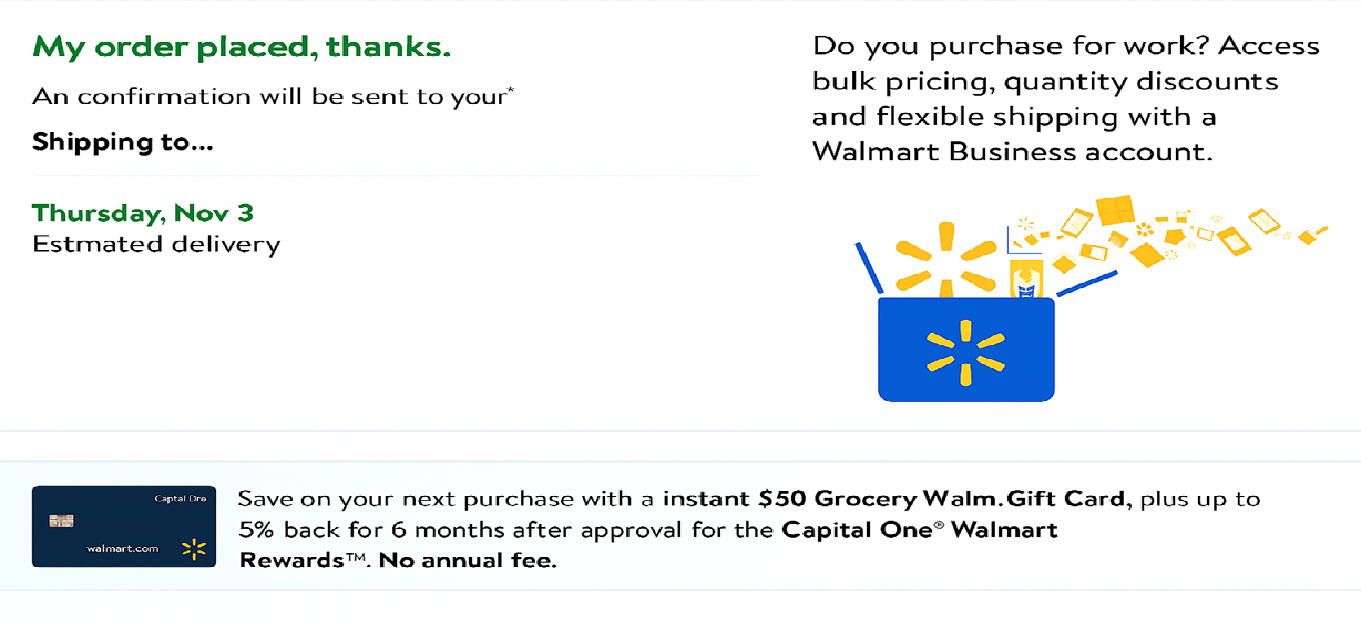 My order placed, thanks.
An confirmation will be sent to your*
Shipping to...
Thursday, Nov 3
Estmated delivery
Do you purchase for work? Access
bulk pricing, quantity discounts
and flexible shipping with a
Walmart Business account.
Captal Dro
walmart.com
Save on your next purchase with a instant $50 Grocery Walm.Gift Card, plus up to
5% back for 6 months after approval for the Capital One® Walmart
Rewards™. No annual fee.